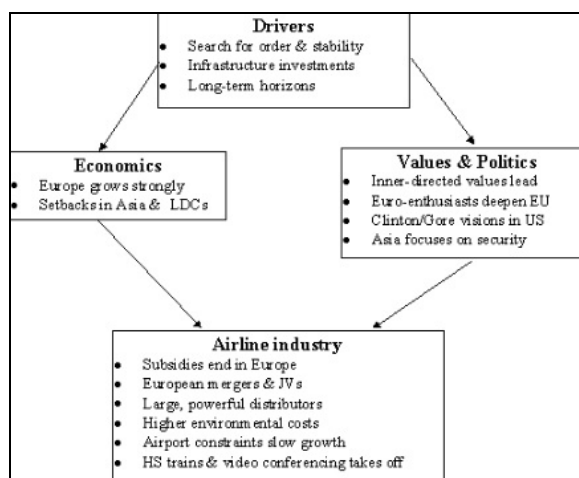 Drivers
• Search for order & stability
• Infrastructure investments
• Long-term horizons
Economics
• Europe grows strongly
• Setbacks in Asia & LDCs
Values & Politics
• Inner-directed values lead
• Euro-enthusiasts deepen EU
• Clinton/Gore visions in US
• Asia focuses on security
Airline industry
• Subsidies end in Europe
• European mergers & JVs
• Large, powerful distributors
• Higher environmental costs
• Airport constraints slow growth
• HS trains & video conferencing takes off